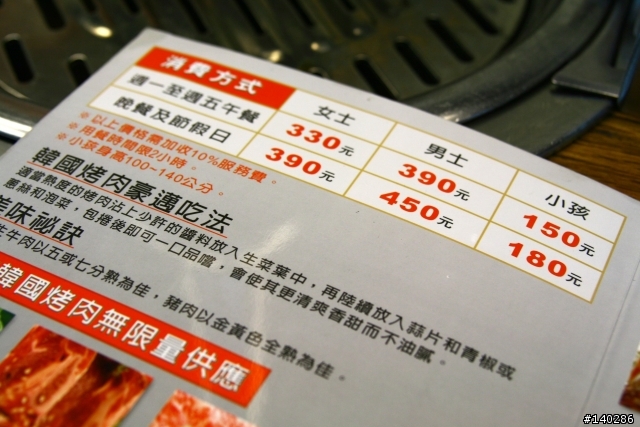 消費方式 女士 男士 小孩
週一至週五午餐 330元 390元 150元
晚餐及節假日 390元 450元 180元
※以上價格需加收10%服務費。
※用餐時間限2小時。
※小孩身高100~140公分。
韓國烤肉豪邁吃法
適當熟度的烤肉沾上少許的醬料放入生菜葉中，再陸續放入蒜片和青椒或
蔥絲和泡菜，包捲後即可一口品嚐，會使其更清爽香甜而不油膩。
美味祕訣
牛肉以五或七分熟為佳，豬肉以金黃色全熟為佳。
韓國烤肉無限量供應
#140286